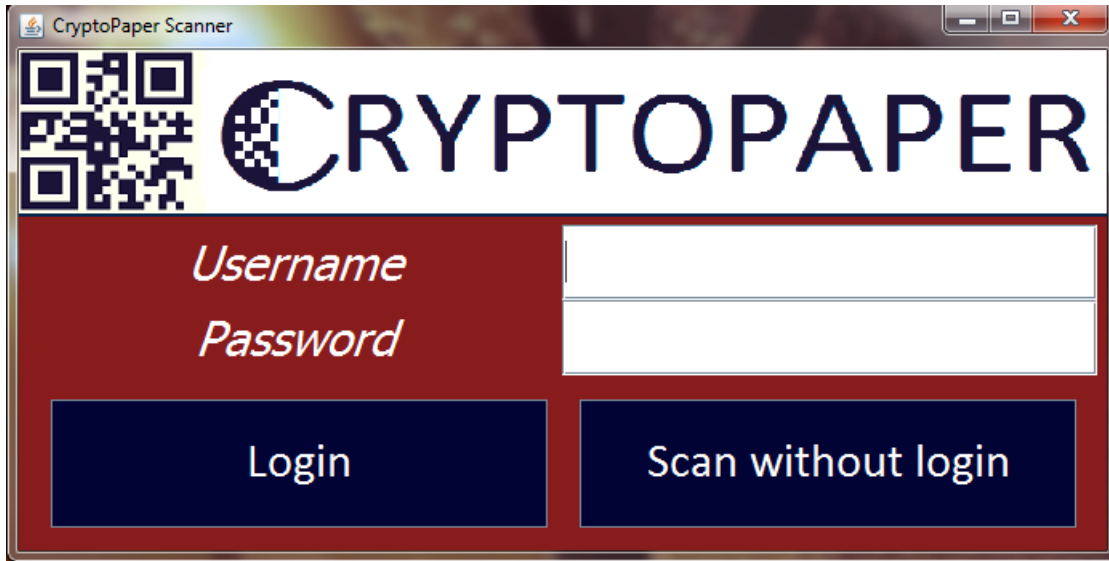 CryptoPaper Scanner
CRYPTOPAPER
Username
Password
Login
Scan without login